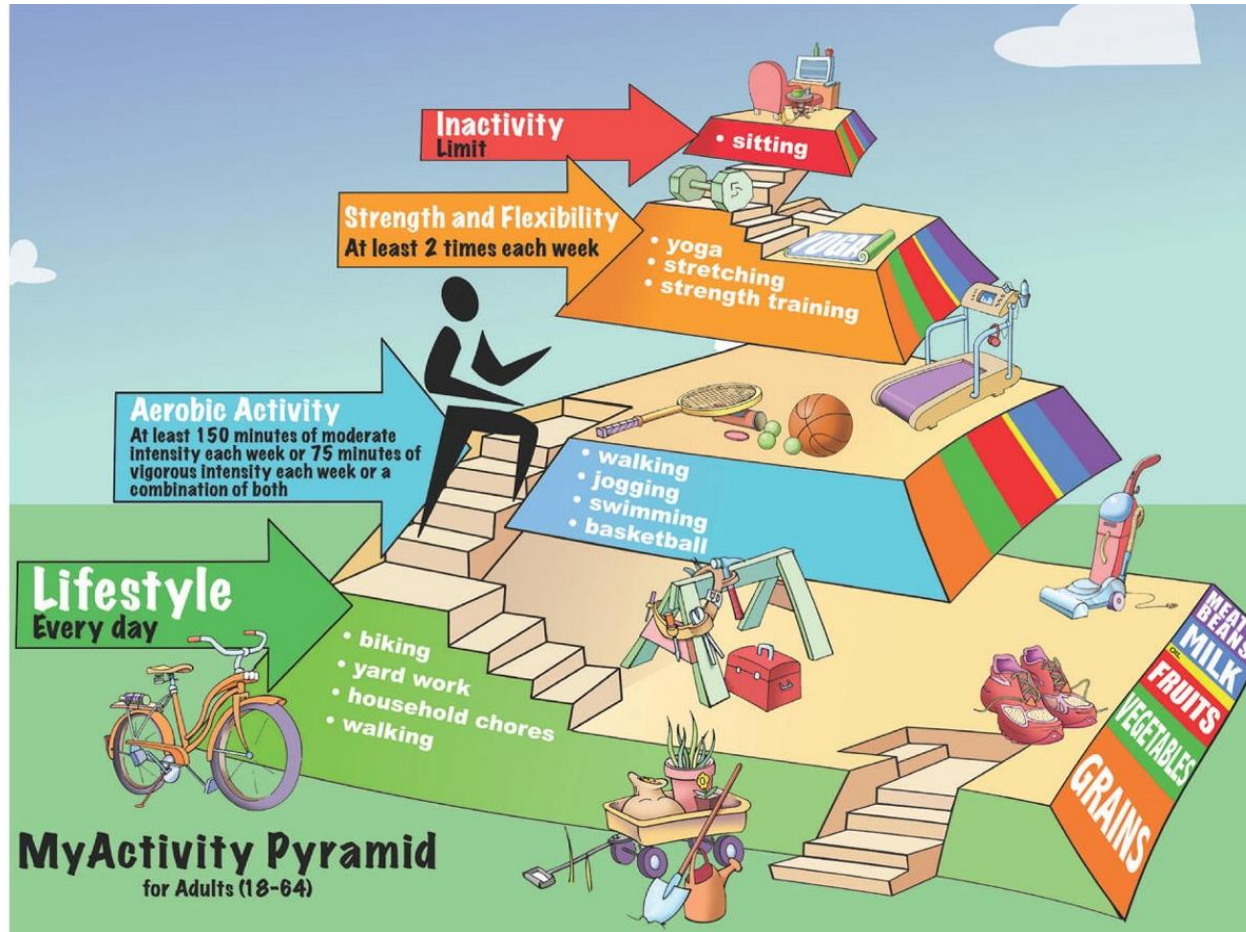 Inactivity
Limit
• sitting
Strength and Flexibility
At least 2 times each week
YOGA
• yoga
• stretching
• strength training
Aerobic Activity
At least 150 minutes of moderate
intensity each week or 75 minutes of
vigorous intensity each week or a
combination of both
• walking
• jogging
• swimming
• basketball
Lifestyle
Every day
• biking
• yard work
• household chores
• walking
MEAT &
BEANS
MILK
OIL
FRUITS
VEGETABLES
GRAINS
MyActivity Pyramid
for Adults (18-64)